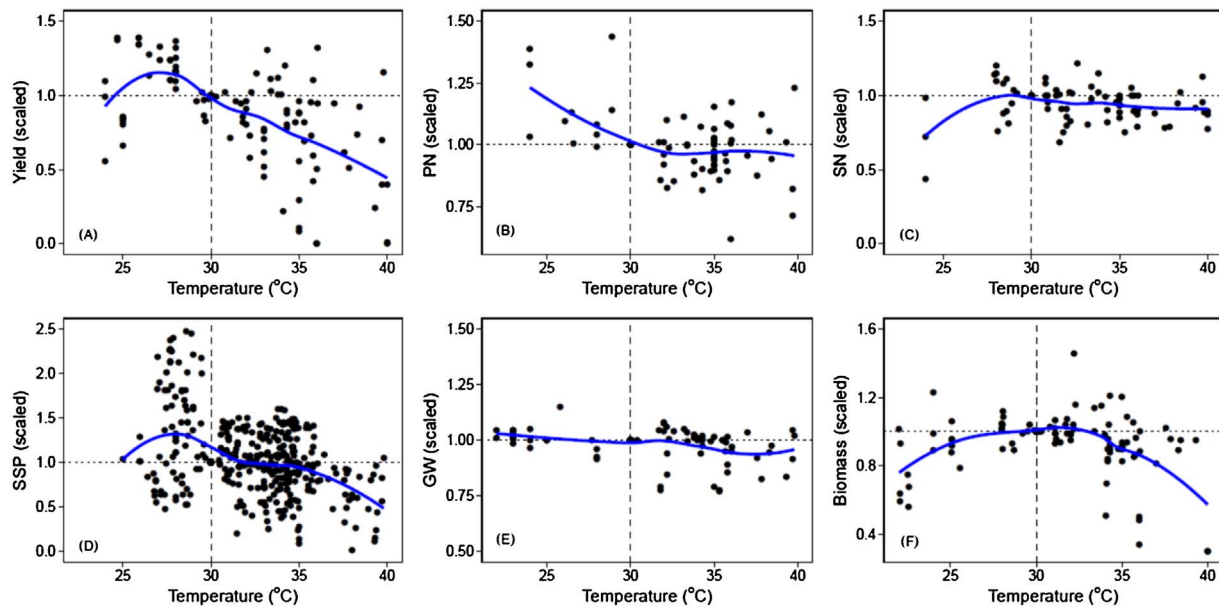 Yield (scaled)
1.5
1.0
0.5
0.0
(A)
25 30 35 40
Temperature (°C)
PN (scaled)
1.50
1.25
1.00
0.75
(B)
25 30 35 40
Temperature (°C)
SN (scaled)
1.5
1.0
0.5
0.0
(C)
25 30 35 40
Temperature (°C)
SSP (scaled)
2.5
2.0
1.5
1.0
0.5
0.0
(D)
25 30 35 40
Temperature (°C)
GW (scaled)
1.50
1.25
1.00
0.75
0.50
(E)
25 30 35 40
Temperature (°C)
Biomass (scaled)
1.6
1.2
0.8
0.4
(F)
25 30 35 40
Temperature (°C)